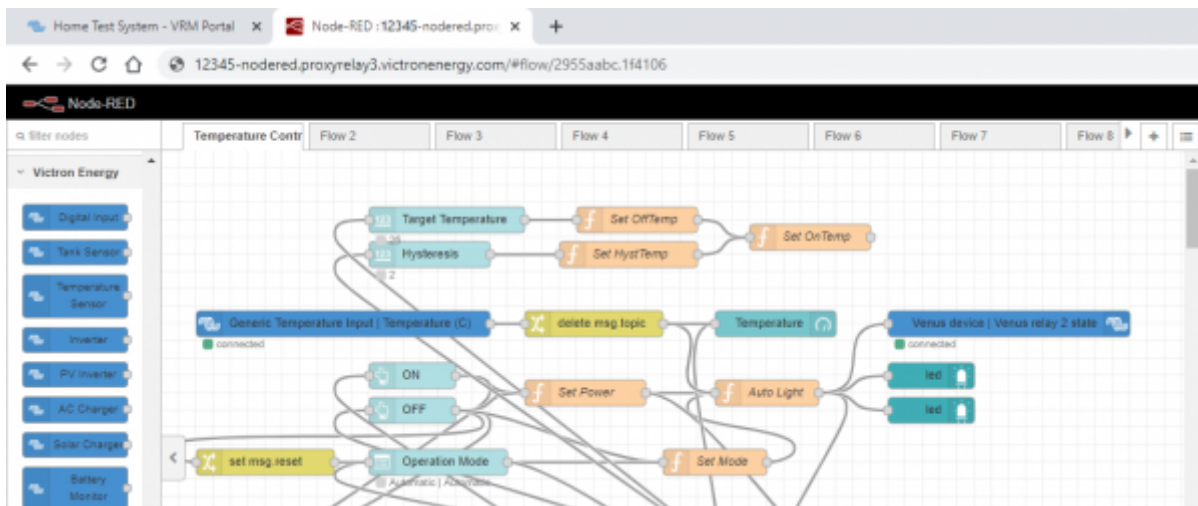 Home Test System - VRM Portal
Node-RED : 12345-nodered.prox
12345-nodered.proxyrelay3.victronenergy.com/#flow/2955aabc.1f4106
Node-RED
filter nodes
Temperature Contr
Flow 2
Flow 3
Flow 4
Flow 5
Flow 6
Flow 7
Flow 8
Victron Energy
Digital Input
Tank Sensor
Temperature
Sensor
Inverter
PV Inverter
AC Charger
Solar Charger
Battery
Monitor
123 Target Temperature
Set OffTemp
25
Set OnTemp
123 Hysteresis
Set HystTemp
2
Generic Temperature Input | Temperature (C)
delete msg.topic
Temperature
Venus device | Venus relay 2 state
connected
connected
ON
led
Set Power
Auto Light
OFF
led
set msg.reset
Operation Mode
Set Mode
Automatic |